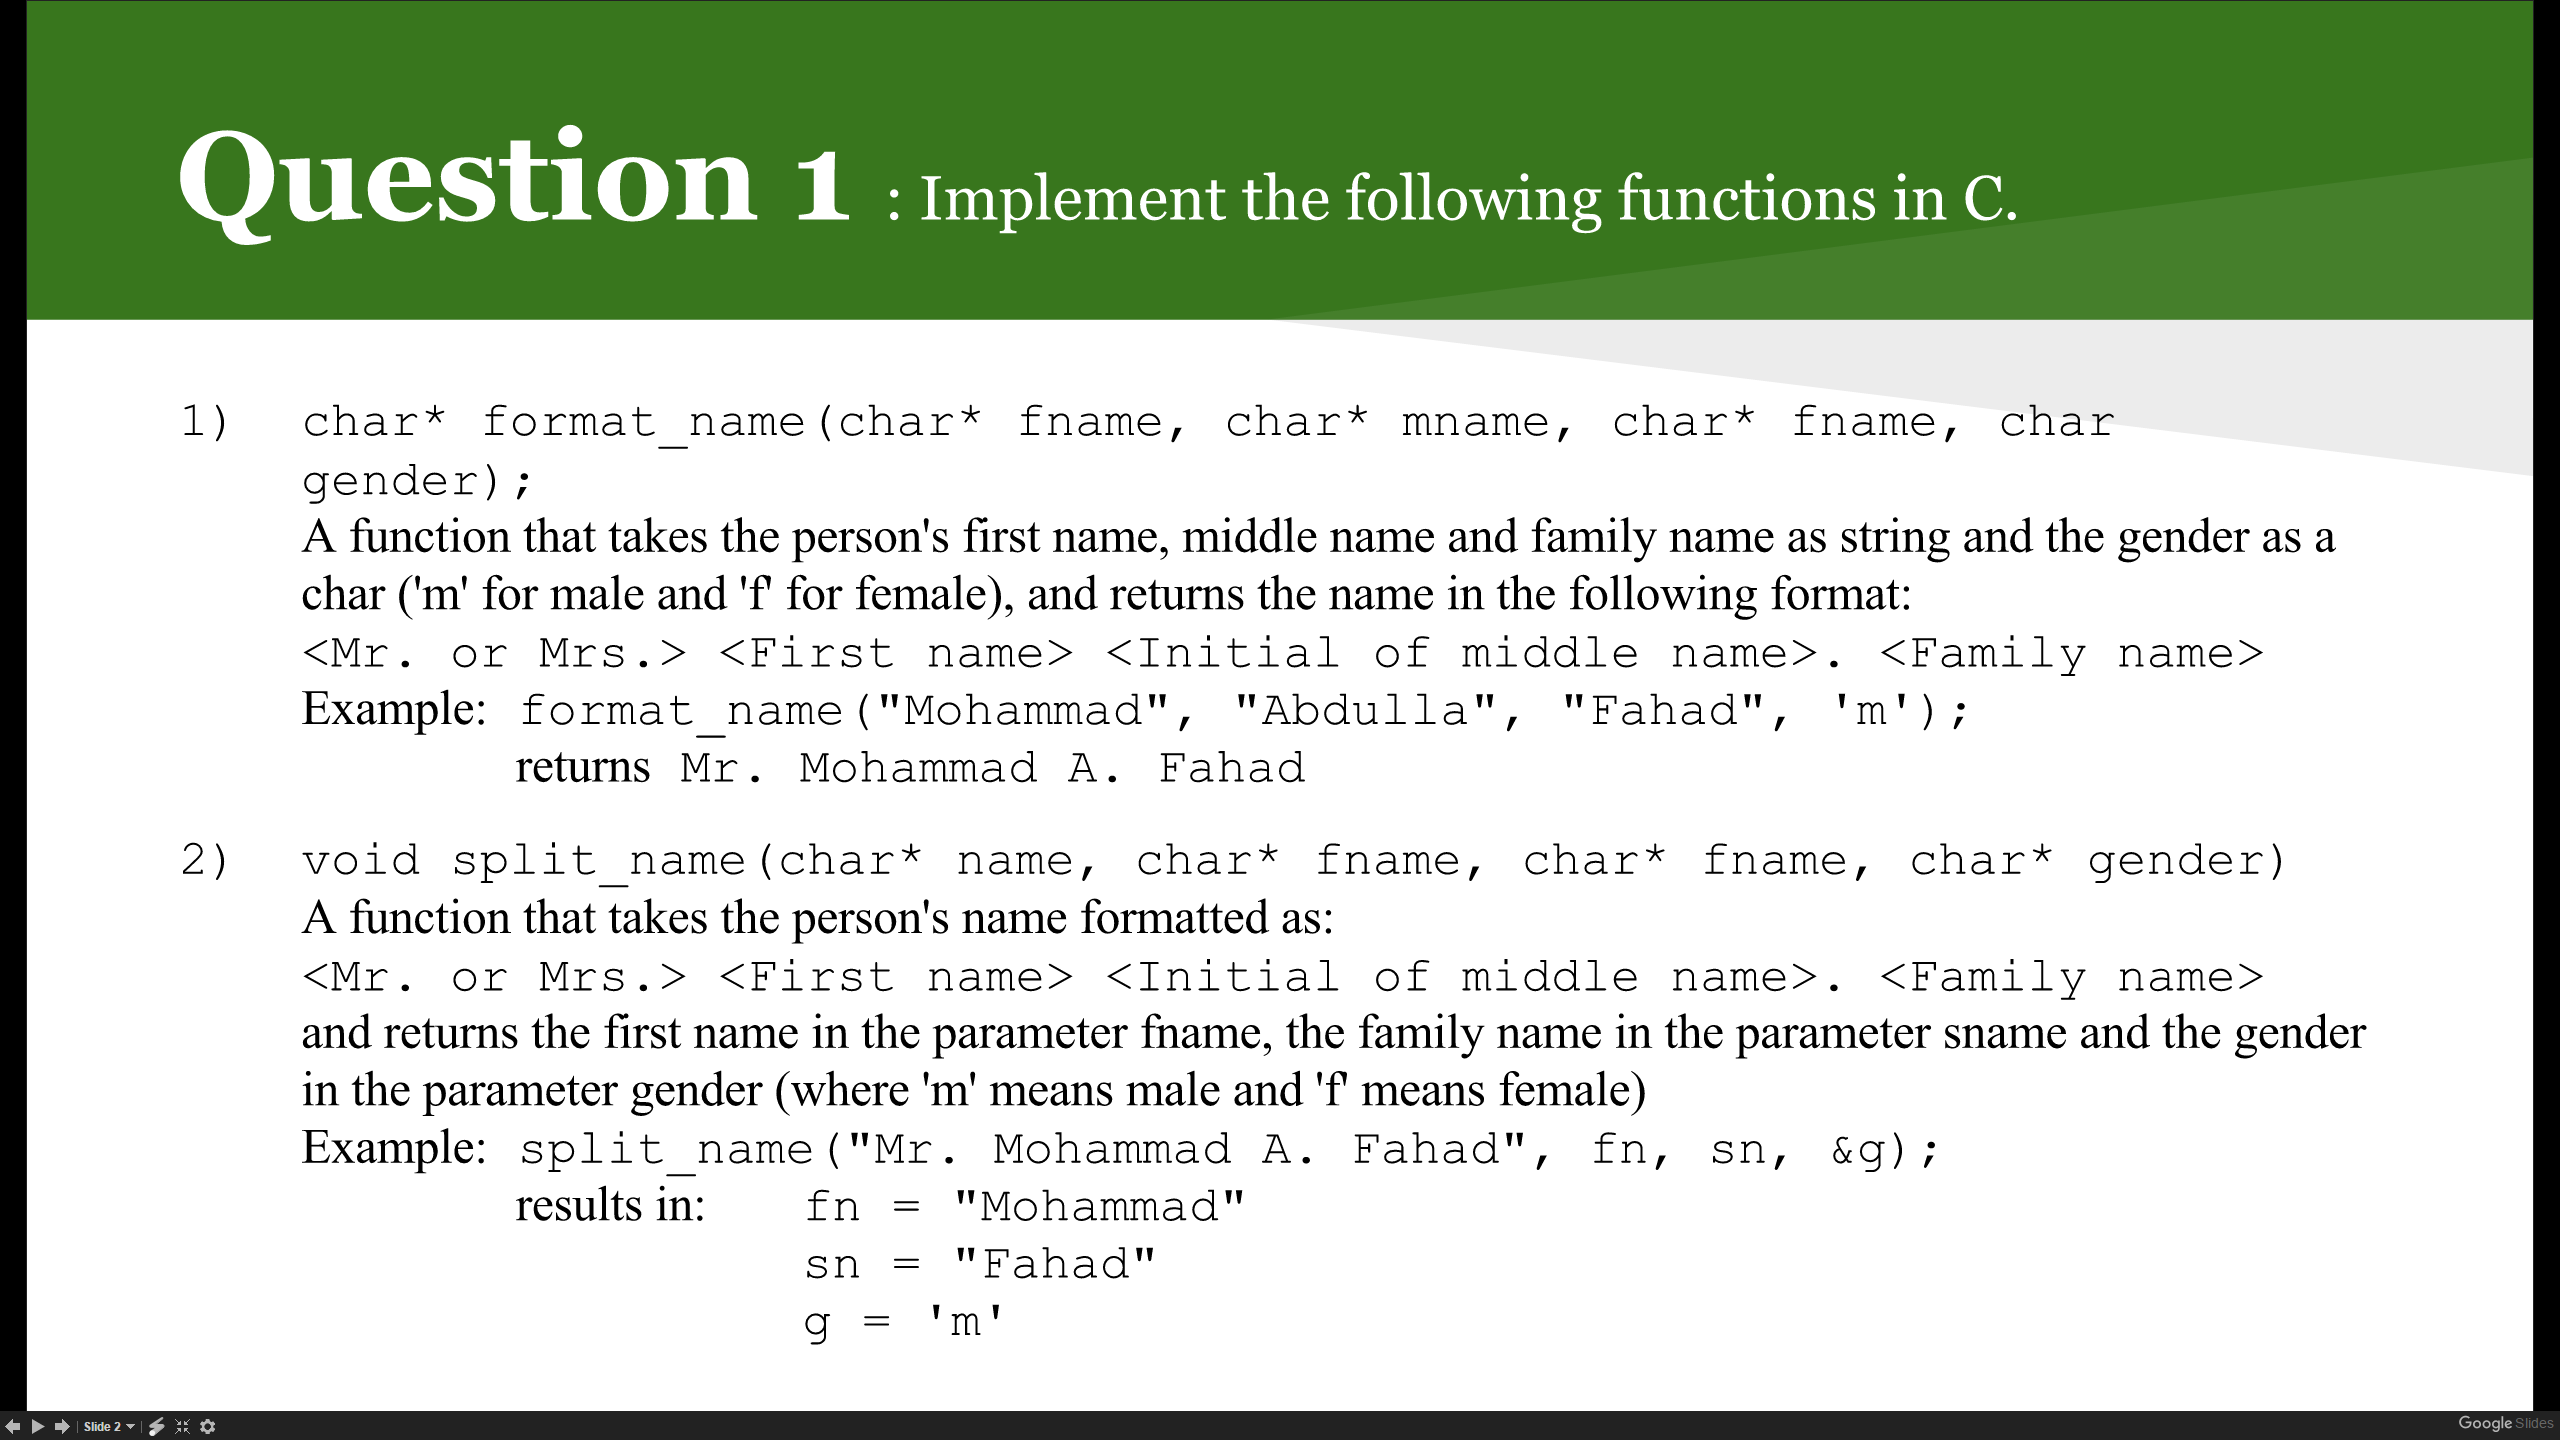 Question 1 : Implement the following functions in C.
1) char* format_name(char* fname, char* mname, char* fname, char
gender);
A function that takes the person's first name, middle name and family name as string and the gender as a
char ('m' for male and 'f' for female), and returns the name in the following format:
<Mr. or Mrs.> <First name> <Initial of middle name>. <Family name>
Example: format_name("Mohammad", "Abdulla", "Fahad", 'm');
returns Mr. Mohammad A. Fahad
2) void split_name(char* name, char* fname, char* fname, char* gender)
A function that takes the person's name formatted as:
<Mr. or Mrs.> <First name> <Initial of middle name>. <Family name>
and returns the first name in the parameter fname, the family name in the parameter sname and the gender
in the parameter gender (where 'm' means male and 'f' means female)
Example: split_name("Mr. Mohammad A. Fahad", fn, sn, &g);
results in: fn = "Mohammad"
sn = "Fahad"
g = 'm'
Slide 2
Google Slides